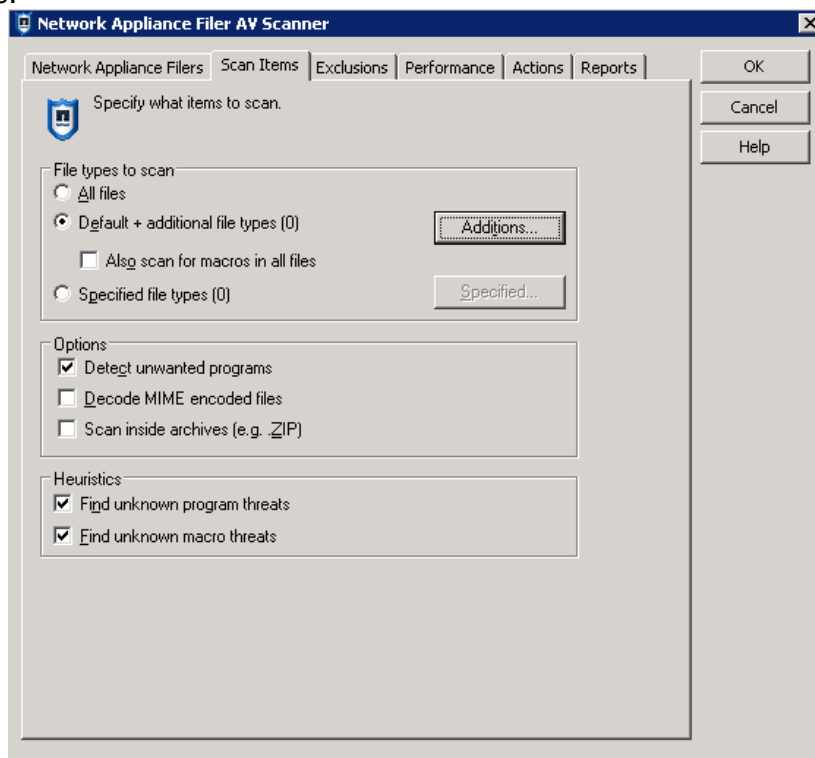 Network Appliance Filer AV Scanner
Network Appliance Filers Scan Items Exclusions Performance Actions Reports
OK
Specify what items to scan.
Cancel
Help
File types to scan
All files
Default + additional file types (0)
Additions...
Also scan for macros in all files
Specified file types (0)
Specified...
Options
Detect unwanted programs
Decode MIME encoded files
Scan inside archives (e.g. .ZIP)
Heuristics
Find unknown program threats
Find unknown macro threats